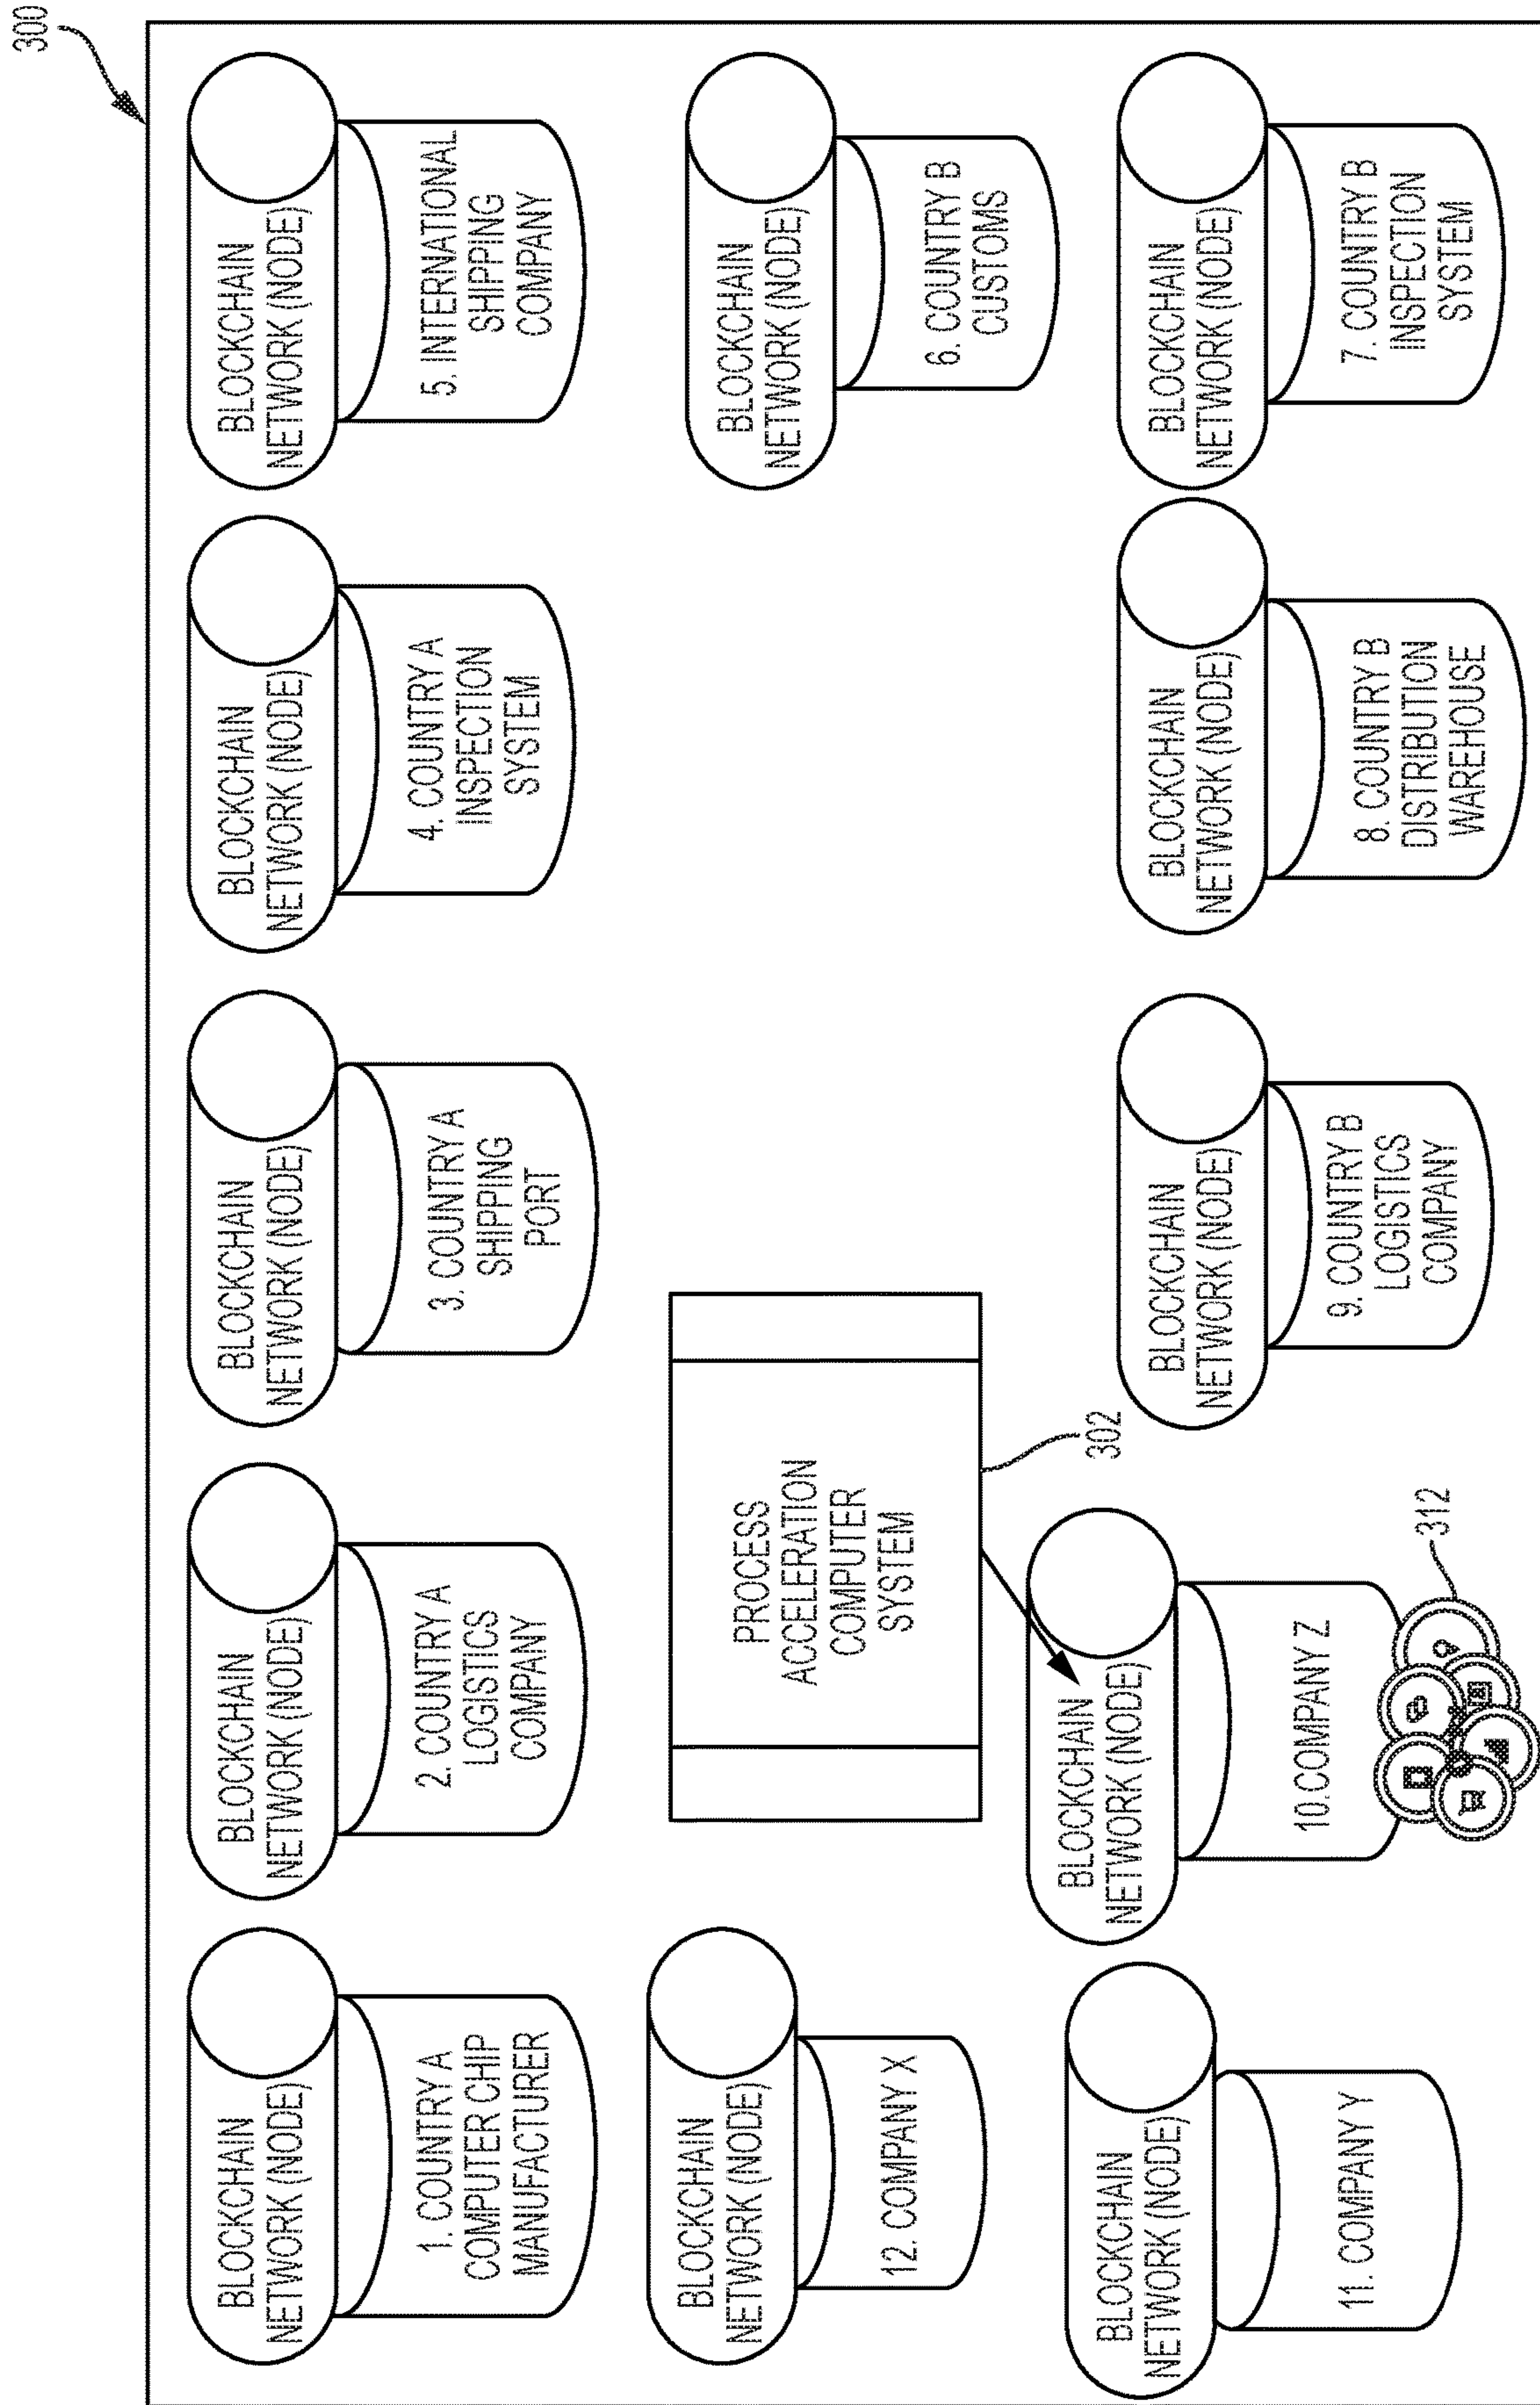 300
BLOCKCHAIN
NETWORK (NODE)
1. COUNTRY A
COMPUTER CHIP
MANUFACTURER
BLOCKCHAIN
NETWORK (NODE)
2. COUNTRY A
LOGISTICS
COMPANY
BLOCKCHAIN
NETWORK (NODE)
3. COUNTRY A
SHIPPING
PORT
BLOCKCHAIN
NETWORK (NODE)
4. COUNTRY A
INSPECTION
SYSTEM
BLOCKCHAIN
NETWORK (NODE)
5. INTERNATIONAL
SHIPPING
COMPANY
BLOCKCHAIN
NETWORK (NODE)
12. COMPANY X
PROCESS
ACCELERATION
COMPUTER
SYSTEM
302
BLOCKCHAIN
NETWORK (NODE)
6. COUNTRY B
CUSTOMS
BLOCKCHAIN
NETWORK (NODE)
11. COMPANY Y
BLOCKCHAIN
NETWORK (NODE)
10.COMPANY Z
312
BLOCKCHAIN
NETWORK (NODE)
9. COUNTRY B
LOGISTICS
COMPANY
BLOCKCHAIN
NETWORK (NODE)
8. COUNTRY B
DISTRIBUTION
WAREHOUSE
BLOCKCHAIN
NETWORK (NODE)
7. COUNTRY B
INSPECTION
SYSTEM